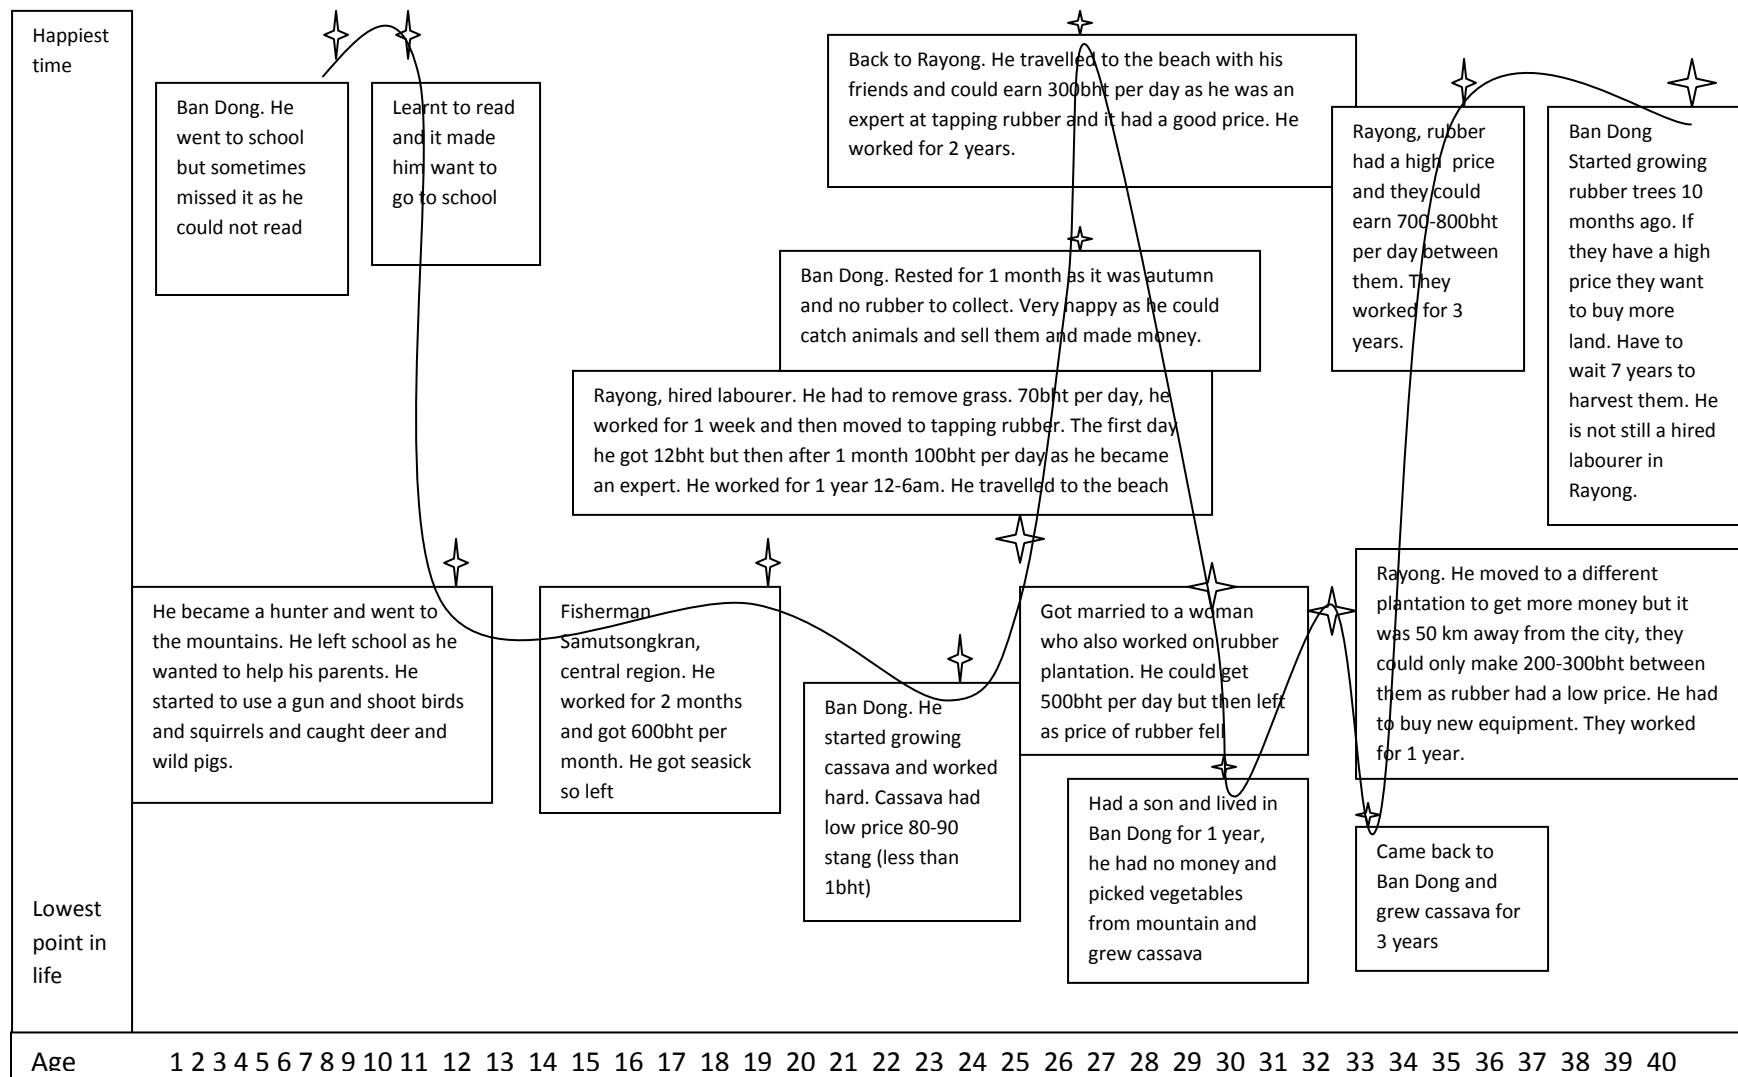 Happiest
time
Ban Dong. He
went to school
but sometimes
missed it as he
could not read
Learnt to read
and it made
him want to
go to school
Back to Rayong. He travelled to the beach with his
friends and could earn 300bht per day as he was an
expert at tapping rubber and it had a good price. He
worked for 2 years.
Rayong, rubber
had a high price
and they could
earn 700-800bht
per day between
them. They
worked for 3
years.
Ban Dong
Started growing
rubber trees 10
months ago. If
they have a high
price they want
to buy more
land. Have to
wait 7 years to
harvest them. He
is not still a hired
labourer in
Rayong.
Ban Dong. Rested for 1 month as it was autumn
and no rubber to collect. Very happy as he could
catch animals and sell them and made money.
Rayong, hired labourer. He had to remove grass. 70bht per day, he
worked for 1 week and then moved to tapping rubber. The first day
he got 12bht but then after 1 month 100bht per day as he became
an expert. He worked for 1 year 12-6am. He travelled to the beach
He became a hunter and went to
the mountains. He left school as he
wanted to help his parents. He
started to use a gun and shoot birds
and squirrels and caught deer and
wild pigs.
Fisherman
Samutsongkran,
central region. He
worked for 2 months
and got 600bht per
month. He got seasick
so left
Ban Dong. He
started growing
cassava and worked
hard. Cassava had
low price 80-90
stang (less than
1bht)
Got married to a woman
who also worked on rubber
plantation. He could get
500bht per day but then left
as price of rubber fell
Had a son and lived in
Ban Dong for 1 year,
he had no money and
picked vegetables
from mountain and
grew cassava
Rayong. He moved to a different
plantation to get more money but it
was 50 km away from the city, they
could only make 200-300bht between
them as rubber had a low price. He had
to buy new equipment. They worked
for 1 year.
Came back to
Ban Dong and
grew cassava for
3 years
Lowest
point in
life
Age 1 2 3 4 5 6 7 8 9 10 11 12 13 14 15 16 17 18 19 20 21 22 23 24 25 26 27 28 29 30 31 32 33 34 35 36 37 38 39 40